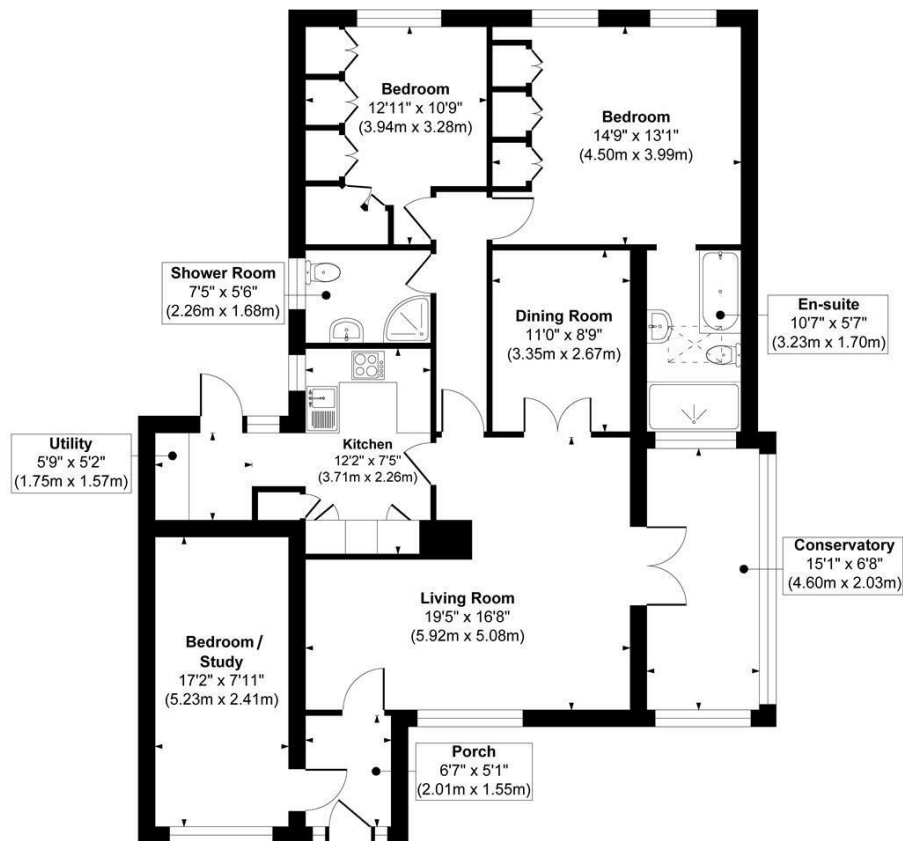 Bedroom
12'11" x 10'9"
(3.94m x 3.28m)
Bedroom
14'9" x 13'1"
(4.50m x 3.99m)
Shower Room
7'5" x 5'6"
(2.26m x 1.68m)
Dining Room
11'0" x 8'9"
(3.35m x 2.67m)
En-suite
10'7" x 5'7"
(3.23m x 1.70m)
Utility
5'9" x 5'2"
(1.75m x 1.57m)
Kitchen
12'2" x 7'5"
(3.71m x 2.26m)
Conservatory
15'1" x 6'8"
(4.60m x 2.03m)
Living Room
19'5" x 16'8"
(5.92m x 5.08m)
Bedroom /
Study
17'2" x 7'11"
(5.23m x 2.41m)
Porch
6'7" x 5'1"
(2.01m x 1.55m)